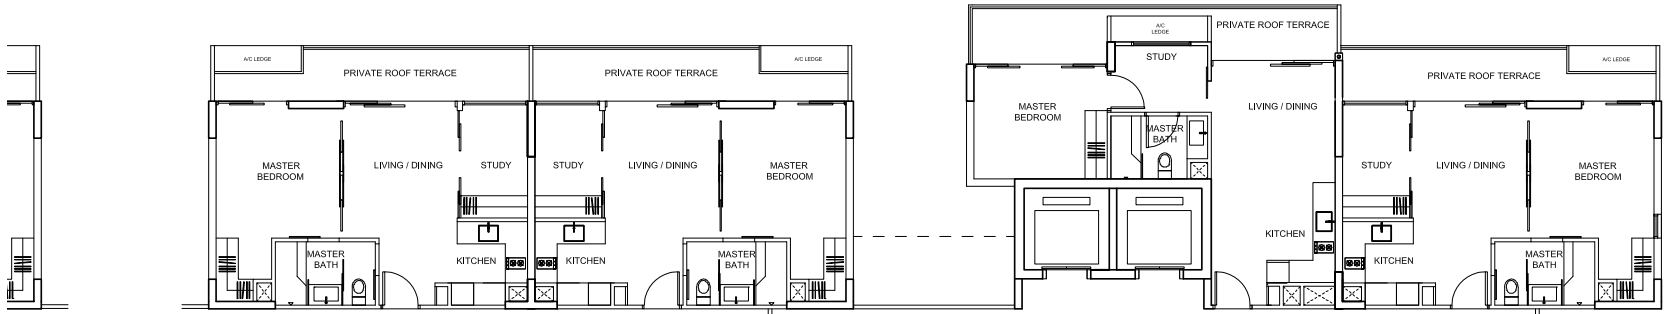 A/C LEDGE
PRIVATE ROOF TERRACE
MASTER
BEDROOM
LIVING / DINING
STUDY
MASTER
BATH
KITCHEN
PRIVATE ROOF TERRACE
A/C LEDGE
STUDY
LIVING / DINING
MASTER
BEDROOM
KITCHEN
MASTER
BATH
A/C
LEDGE
PRIVATE ROOF TERRACE
STUDY
MASTER
BEDROOM
LIVING / DINING
MASTER
BATH
KITCHEN
A/C LEDGE
PRIVATE ROOF TERRACE
STUDY
LIVING / DINING
MASTER
BEDROOM
KITCHEN
MASTER
BATH